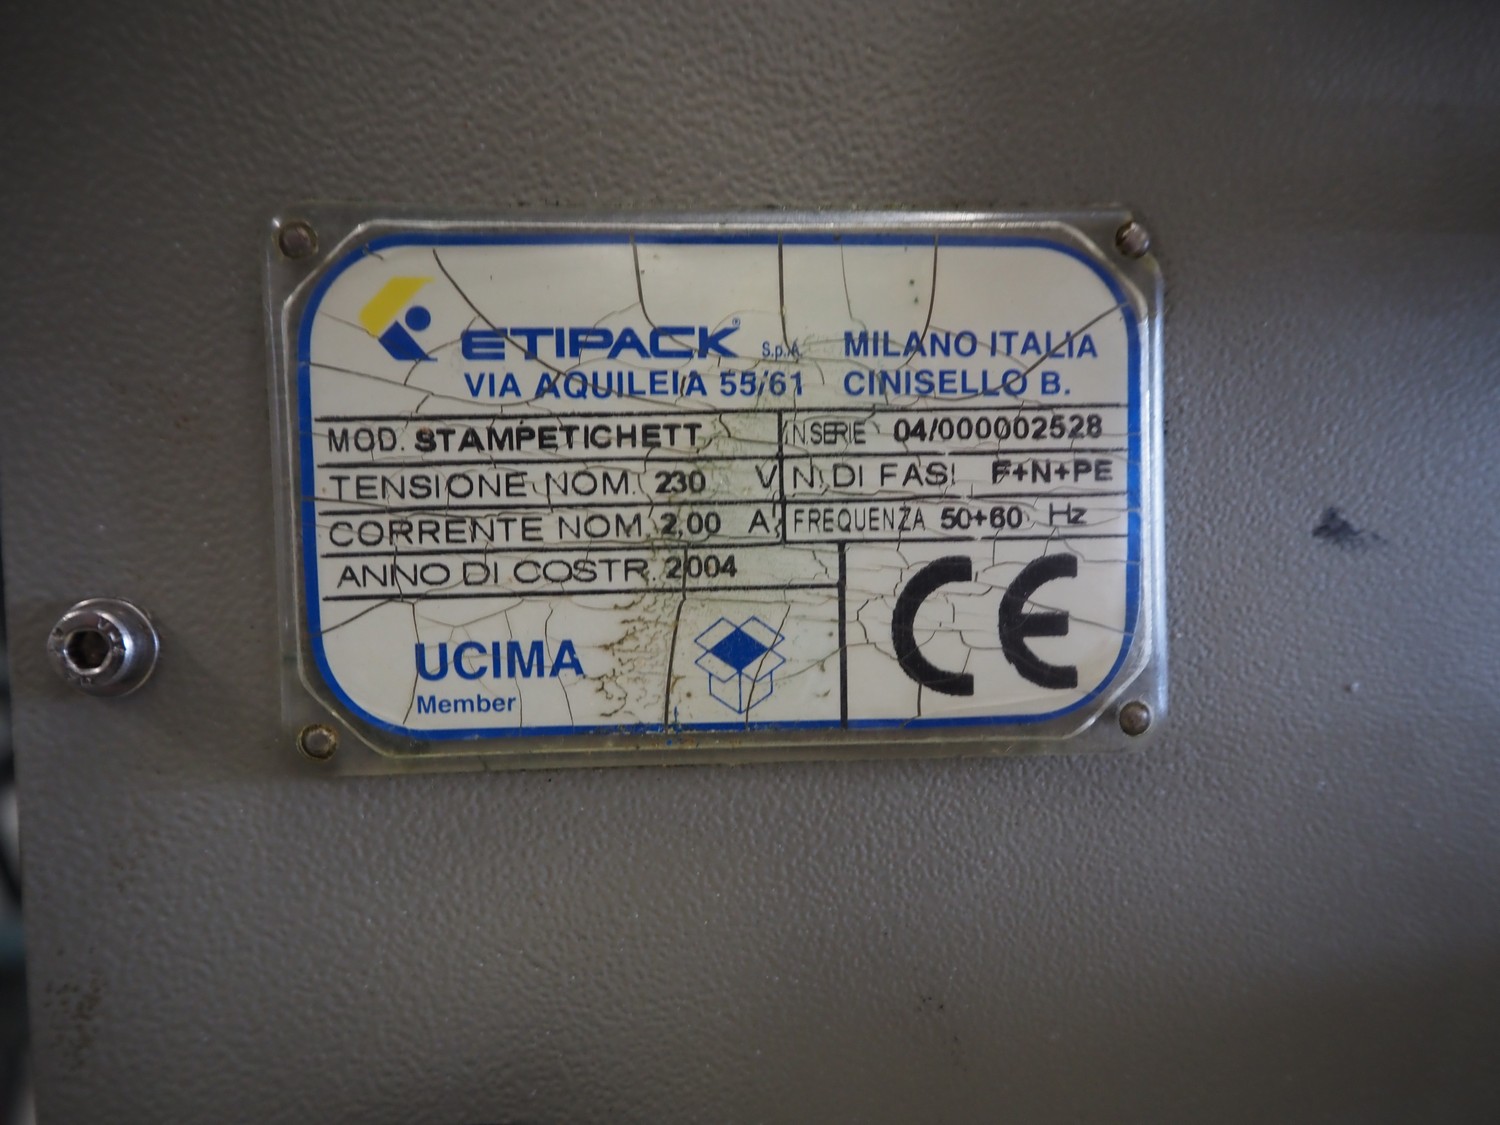 ETIPACK® S.p.A. MILANO ITALIA
VIA AQUILEIA 55/61 CINISELLO B.
MOD. STAMPETICHETT N.SERIE 04/000002528
TENSIONE NOM. 230 V N. DI FASI F+N+PE
CORRENTE NOM. 2,00 A FREQUENZA 50+60 Hz
ANNO DI COSTR. 2004
UCIMA
Member
CE